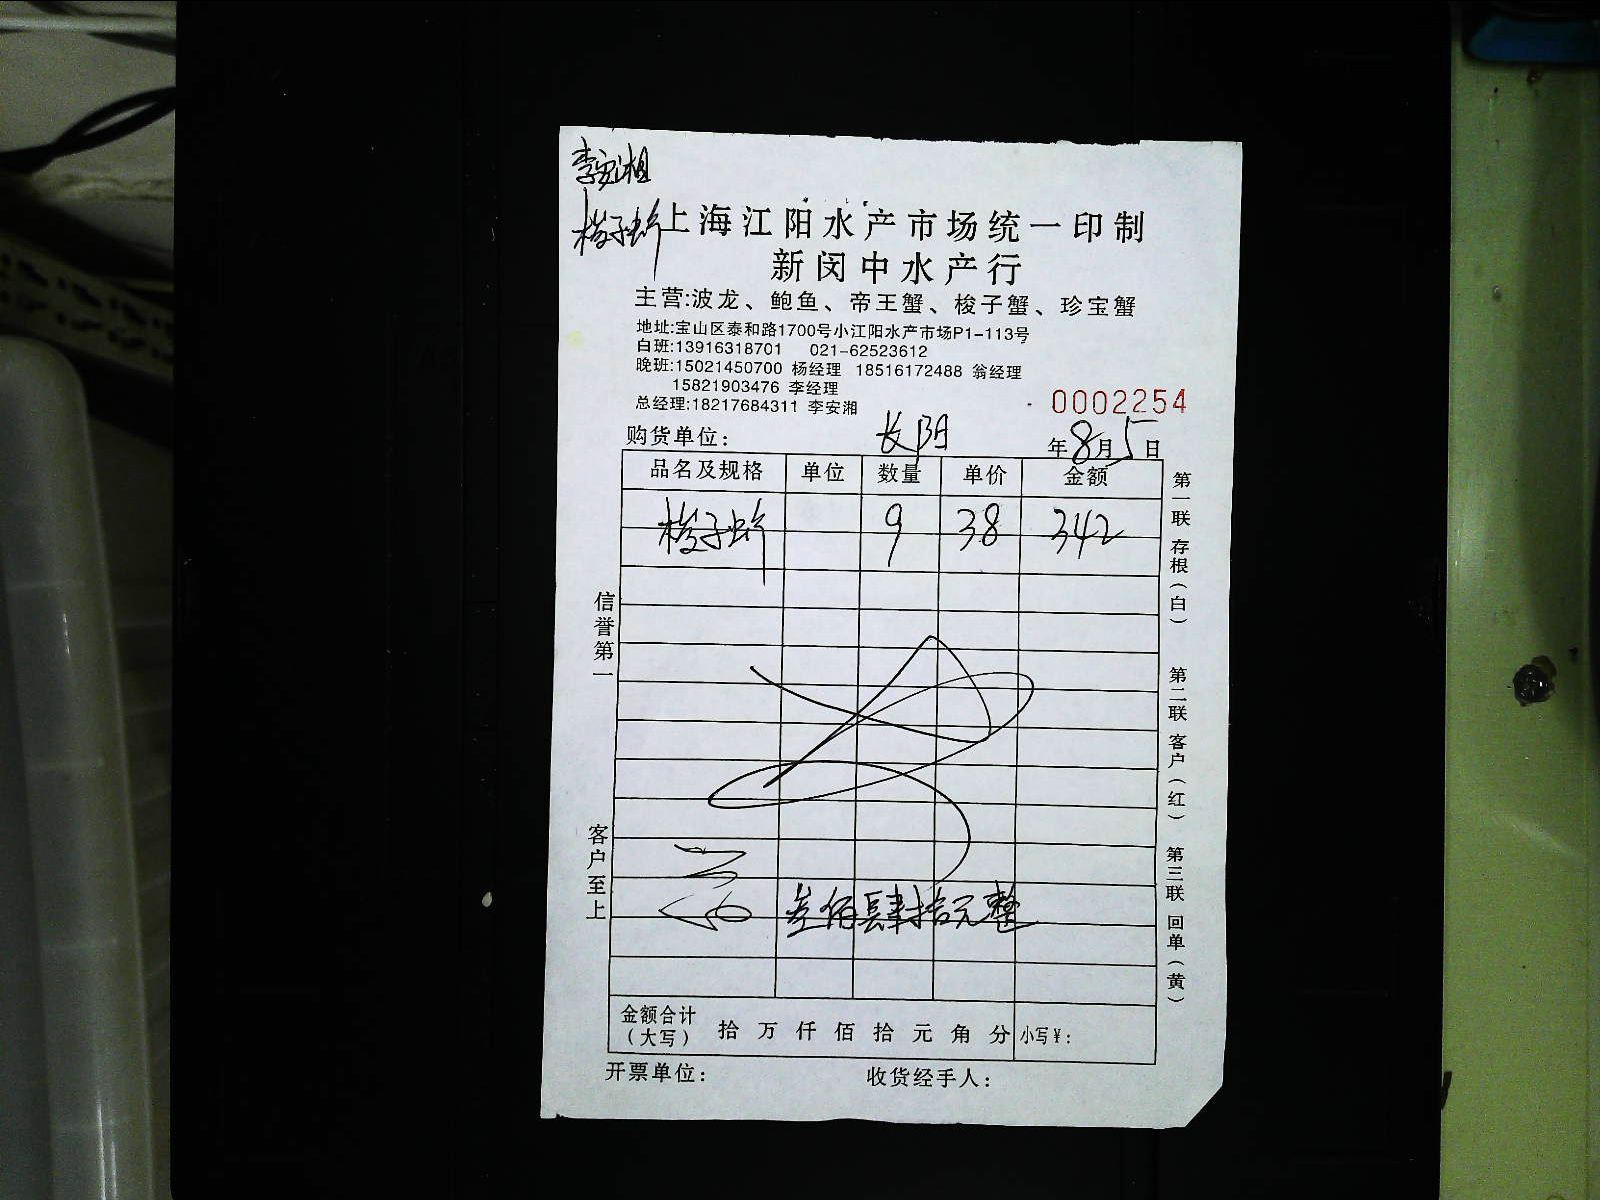 李安湘
梭子蚧
上海江阳水产市场统一印制
新闵中水产行
主营:波龙、鲍鱼、帝王蟹、梭子蟹、珍宝蟹
地址:宝山区泰和路1700号小江阳水产市场P1-113号
白班:13916318701 021-62523612
晚班:15021450700 杨经理 18516172488 翁经理
15821903476 李经理
总经理:18217684311 李安湘
0002254
购货单位: 长阳 年8月5日
品名及规格 单位 数量 单价 金额
梭子蚧 9 38 342
叁佰肆拾元整
金额合计(大写) 拾 万 仟 佰 拾 元 角 分 小写¥:
开票单位: 收货经手人:
信誉第一
客户至上
第一联 存根(白)
第二联 客户(红)
第三联 回单(黄)